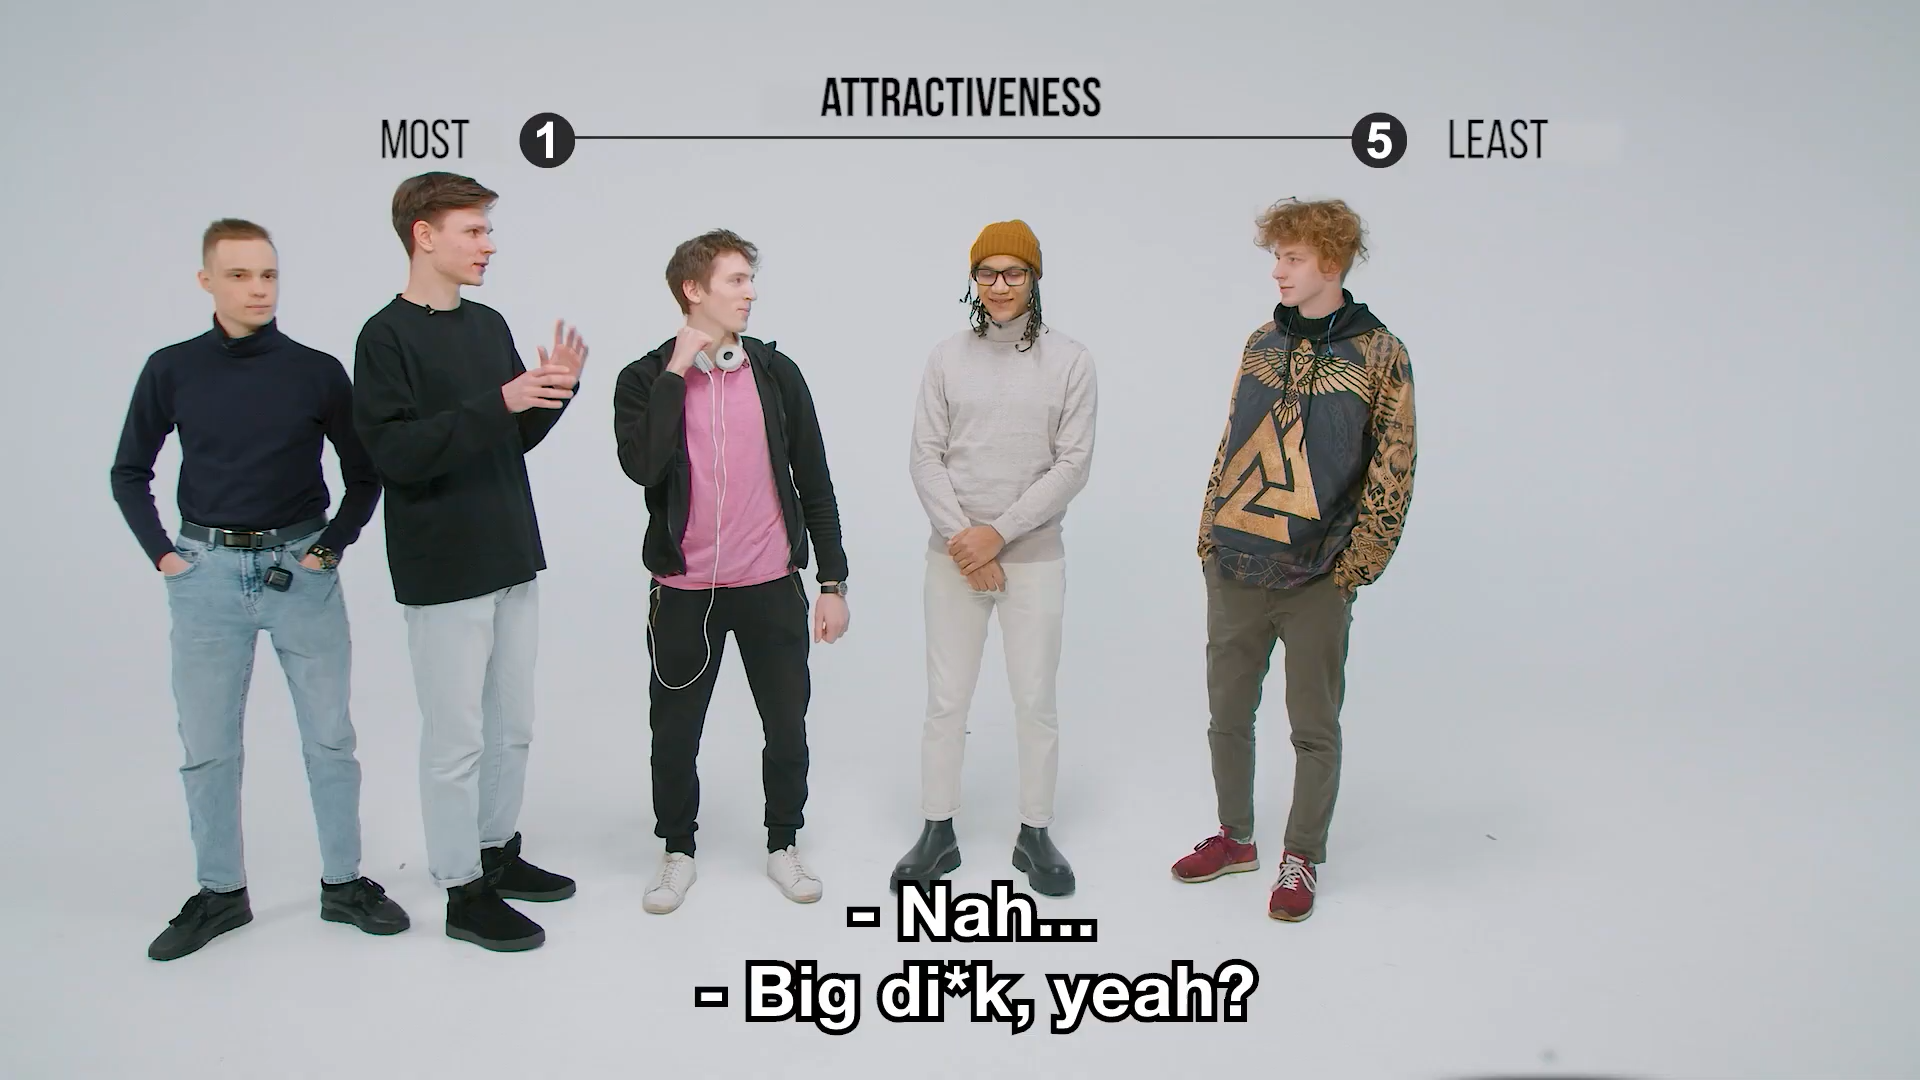 ATTRACTIVENESS
MOST 1 5 LEAST
- Nah...
- Big di*k, yeah?